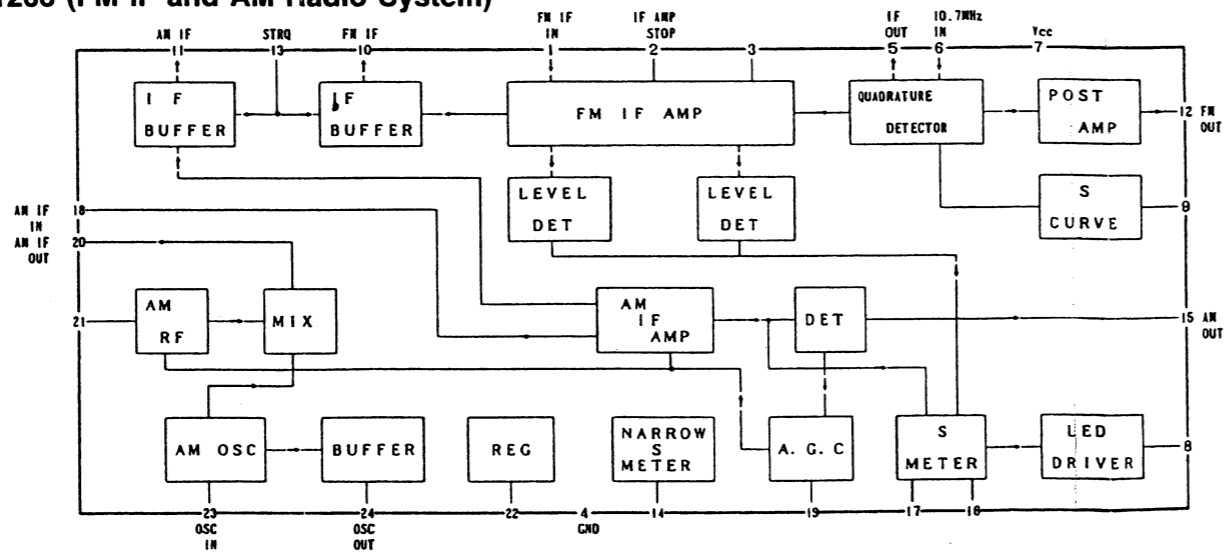 (FM IF and AM Radio System)
AM IF
11
STRQ
13
FM IF
10
FM IF
IN
1
IF AMP
STOP
2
3
IF
OUT
5
10.7MHz
IN
6
Vcc
7
I F
BUFFER
IF
BUFFER
FM IF AMP
QUADRATURE
DETECTOR
POST
AMP
12 FM
OUT
LEVEL
DET
LEVEL
DET
S
CURVE
9
AM IF 18
IN
AM IF 20
OUT
21
AM
RF
MIX
AM
IF
AMP
DET
15 AM
OUT
AM OSC
BUFFER
REG
NARROW
S
METER
A.G.C
S
METER
LED
DRIVER
8
23
OSC
IN
24
OSC
OUT
22
4
GND
14
19
17
16